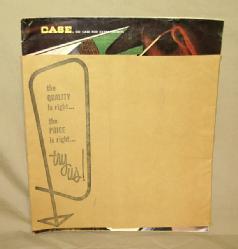 CASE
the
QUALITY
is right...
the
PRICE
is right...
try
us!